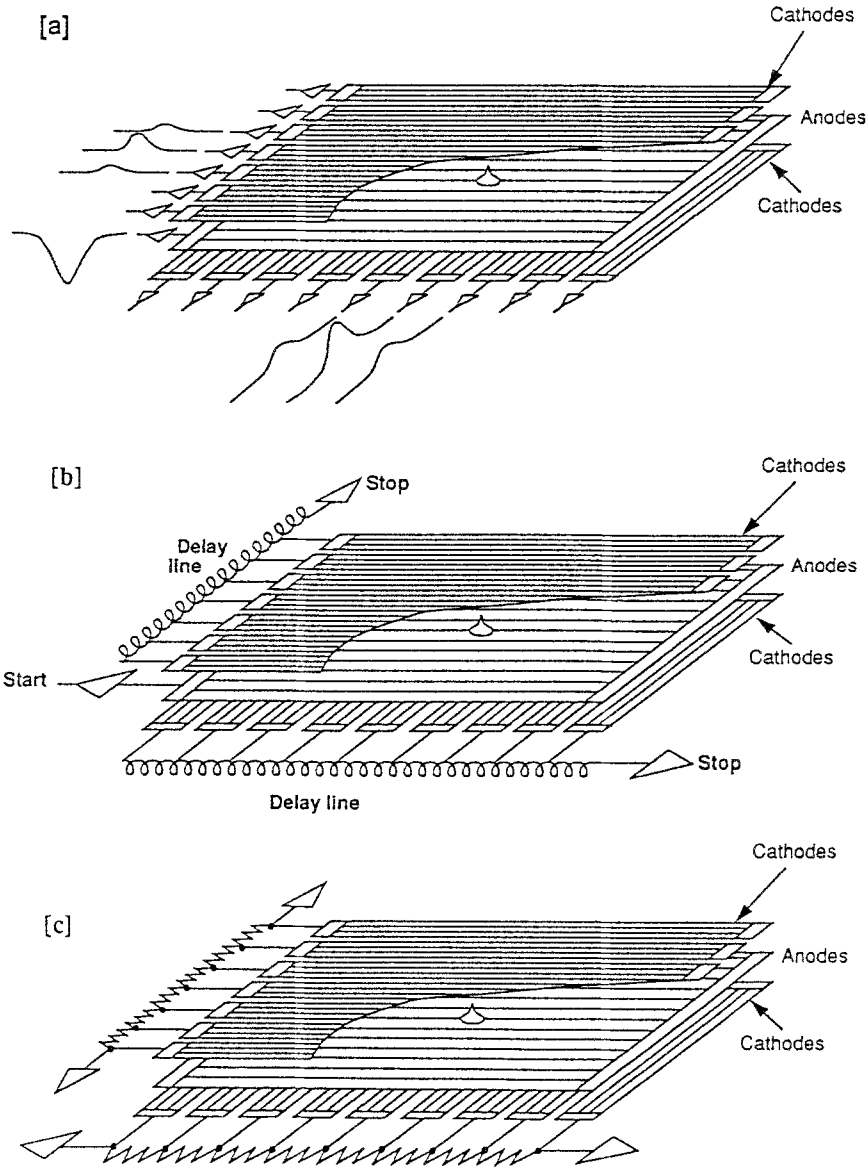 [a]
Cathodes
Anodes
Cathodes
[b]
Stop
Cathodes
Delay
line
Anodes
Cathodes
Start
Stop
Delay line
Cathodes
[c]
Anodes
Cathodes